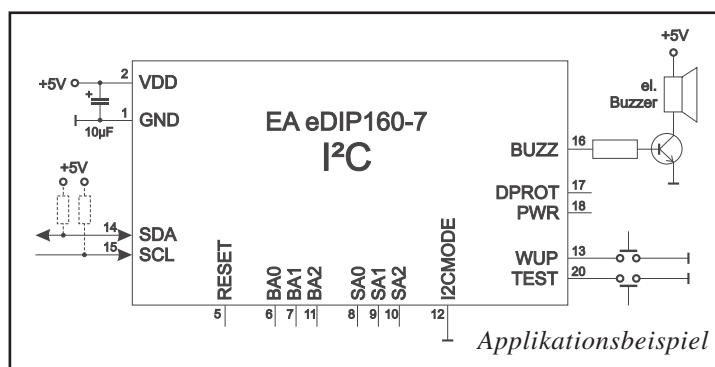 +5V
2
VDD
+
10µF
1
GND
+5V
14
SDA
15
SCL
EA eDIP160-7
I²C
RESET
BA0
BA1
BA2
SA0
SA1
SA2
I2CMODE
5
6
7
11
8
9
10
12
+5V
el.
Buzzer
BUZZ
16
DPROT
17
PWR
18
WUP
13
TEST
20
Applikationsbeispiel